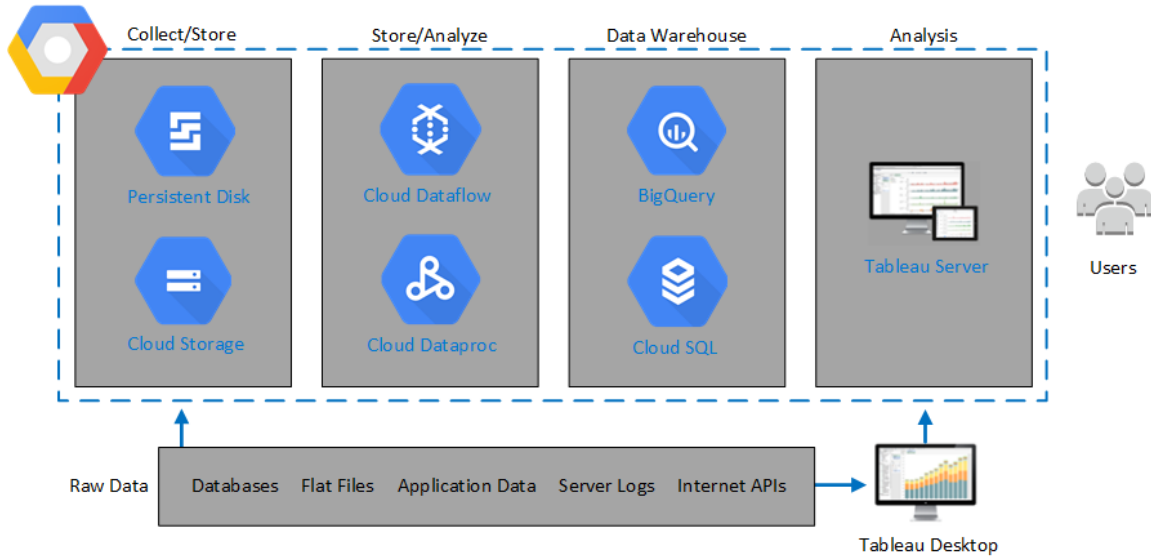 Collect/Store
Store/Analyze
Data Warehouse
Analysis
Persistent Disk
Cloud Dataflow
BigQuery
Cloud Storage
Cloud Dataproc
Cloud SQL
Tableau Server
Users
Raw Data
Databases
Flat Files
Application Data
Server Logs
Internet APIs
Tableau Desktop